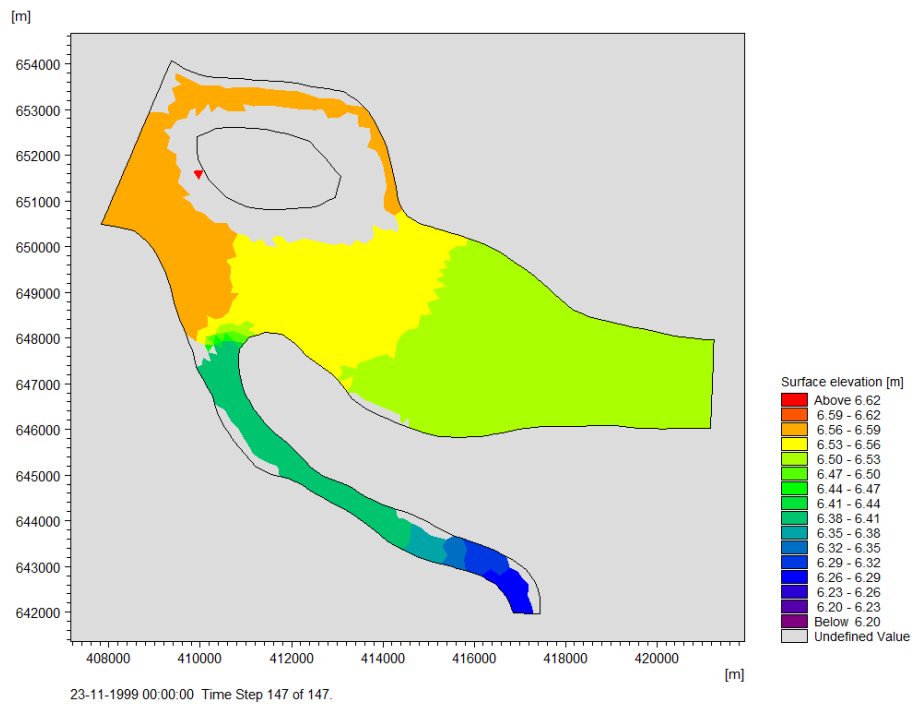 [m]
654000
653000
652000
651000
650000
649000
648000
647000
646000
645000
644000
643000
642000
408000 410000 412000 414000 416000 418000 420000
[m]
23-11-1999 00:00:00 Time Step 147 of 147.
Surface elevation [m]
Above 6.62
6.59 - 6.62
6.56 - 6.59
6.53 - 6.56
6.50 - 6.53
6.47 - 6.50
6.44 - 6.47
6.41 - 6.44
6.38 - 6.41
6.35 - 6.38
6.32 - 6.35
6.29 - 6.32
6.26 - 6.29
6.23 - 6.26
6.20 - 6.23
Below 6.20
Undefined Value